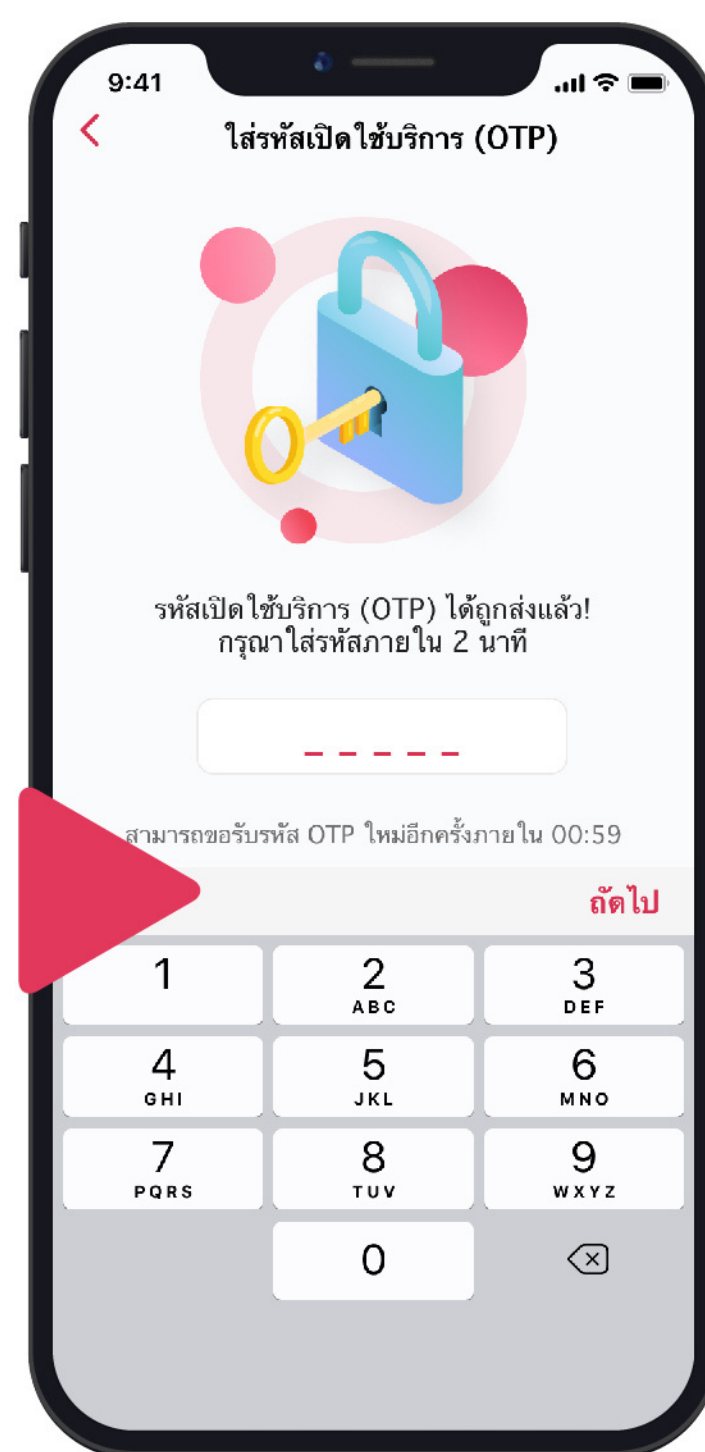 9:41
ใส่รหัสเปิดใช้บริการ (OTP)
รหัสเปิดใช้บริการ (OTP) ได้ถูกส่งแล้ว!
กรุณาใส่รหัสภายใน 2 นาที
สามารถขอรับรหัส OTP ใหม่อีกครั้งภายใน 00:59
ถัดไป
1 2 3
ABC DEF
4 5 6
GHI JKL MNO
7 8 9
PQRS TUV WXYZ
0